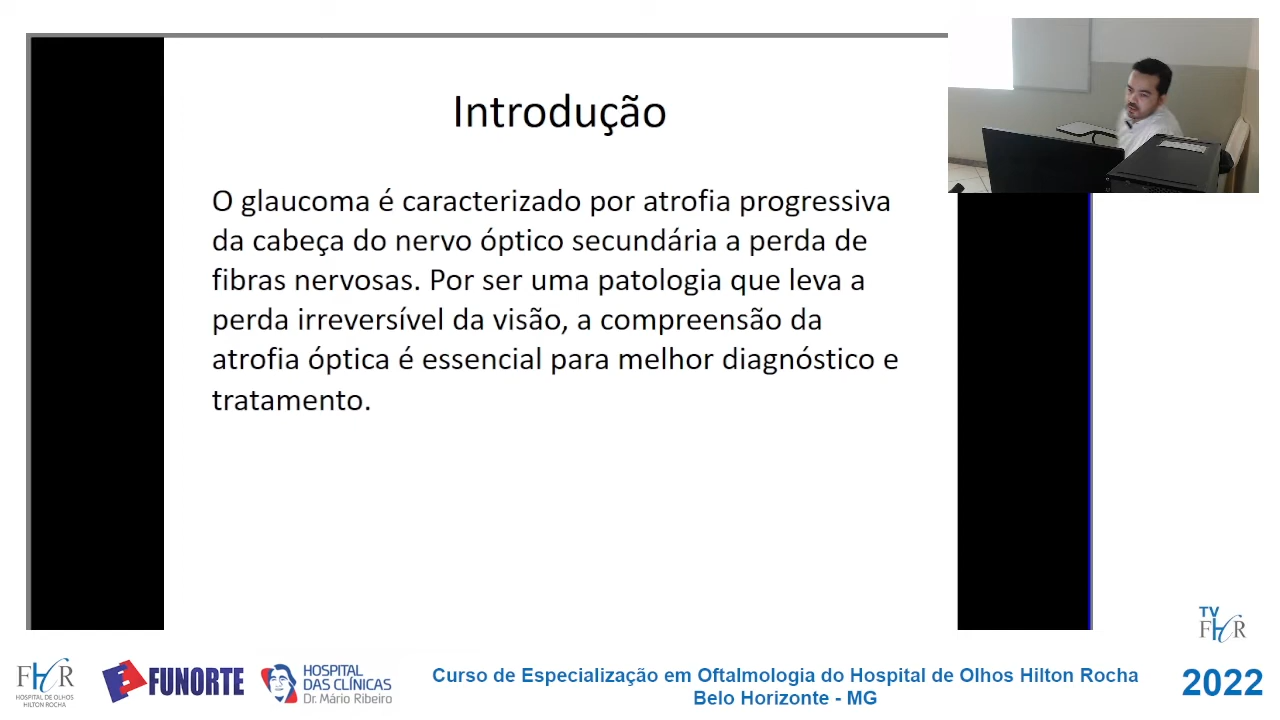 Introdução
O glaucoma é caracterizado por atrofia progressiva
da cabeça do nervo óptico secundária a perda de
fibras nervosas. Por ser uma patologia que leva a
perda irreversível da visão, a compreensão da
atrofia óptica é essencial para melhor diagnóstico e
tratamento.
TV
FHR
FHR
HOSPITAL DE OLHOS
HILTON ROCHA
FUNORTE
HOSPITAL
DAS CLÍNICAS
Dr. Mário Ribeiro
Curso de Especialização em Oftalmologia do Hospital de Olhos Hilton Rocha
Belo Horizonte - MG
2022